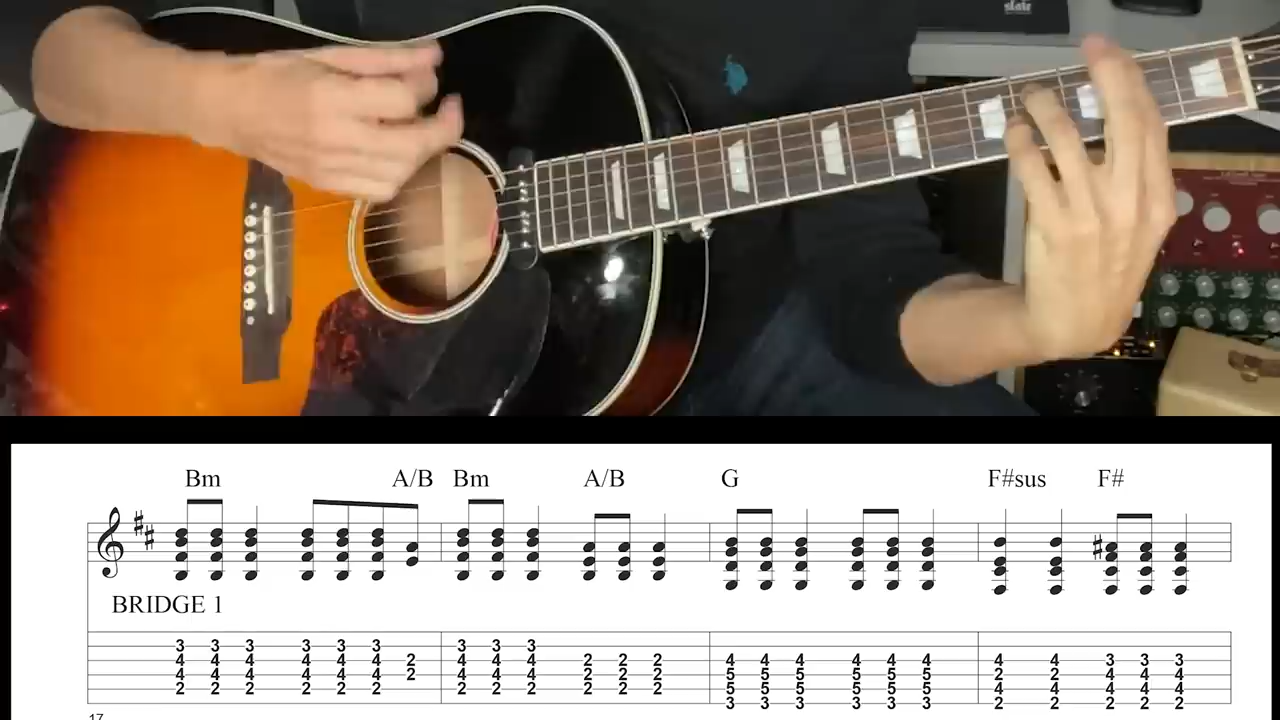 slate
Bm A/B Bm A/B G F#sus F#
BRIDGE 1
3 3 3 3 3 3 3 3 3
4 4 4 4 4 4 2 4 4 4 2 2 2 4 4 4 4 4 4 4 4 3 3 3
4 4 4 4 4 4 2 4 4 4 2 2 2 5 5 5 5 5 5 2 4 4 4 4
2 2 2 2 2 2 2 2 2 2 2 2 5 5 5 5 5 5 4 4 4 4 4
3 3 3 3 3 3 2 2 2 2 2
17